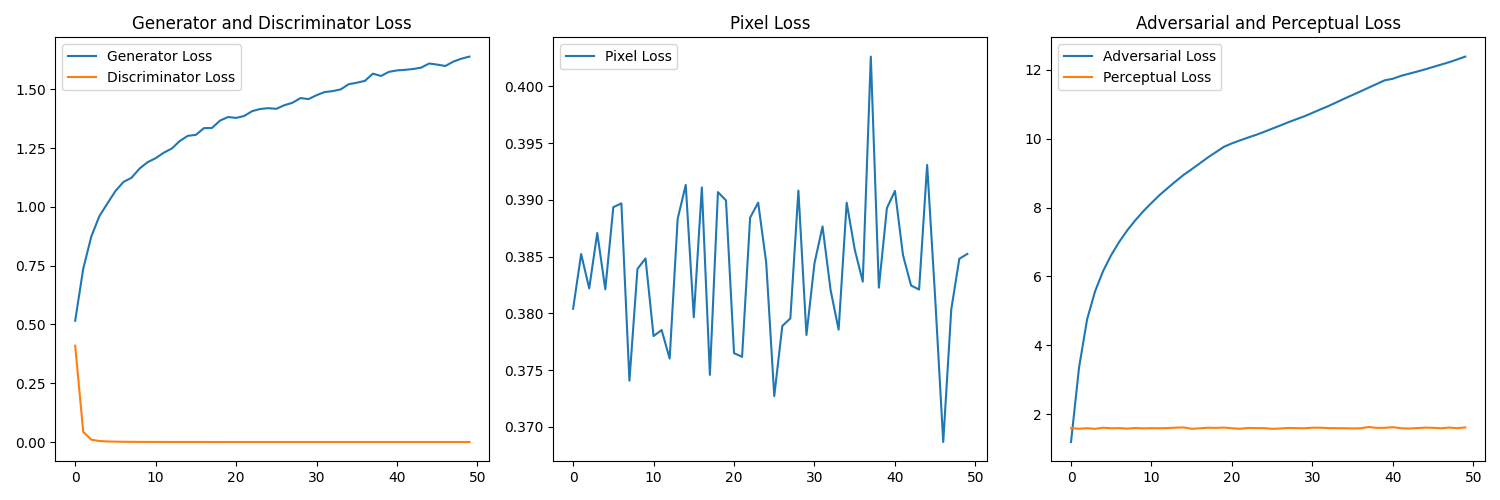 Generator and Discriminator Loss
Generator Loss
Discriminator Loss
1.50
1.25
1.00
0.75
0.50
0.25
0.00
0 10 20 30 40 50
Pixel Loss
Pixel Loss
0.400
0.395
0.390
0.385
0.380
0.375
0.370
0 10 20 30 40 50
Adversarial and Perceptual Loss
Adversarial Loss
Perceptual Loss
12
10
8
6
4
2
0 10 20 30 40 50